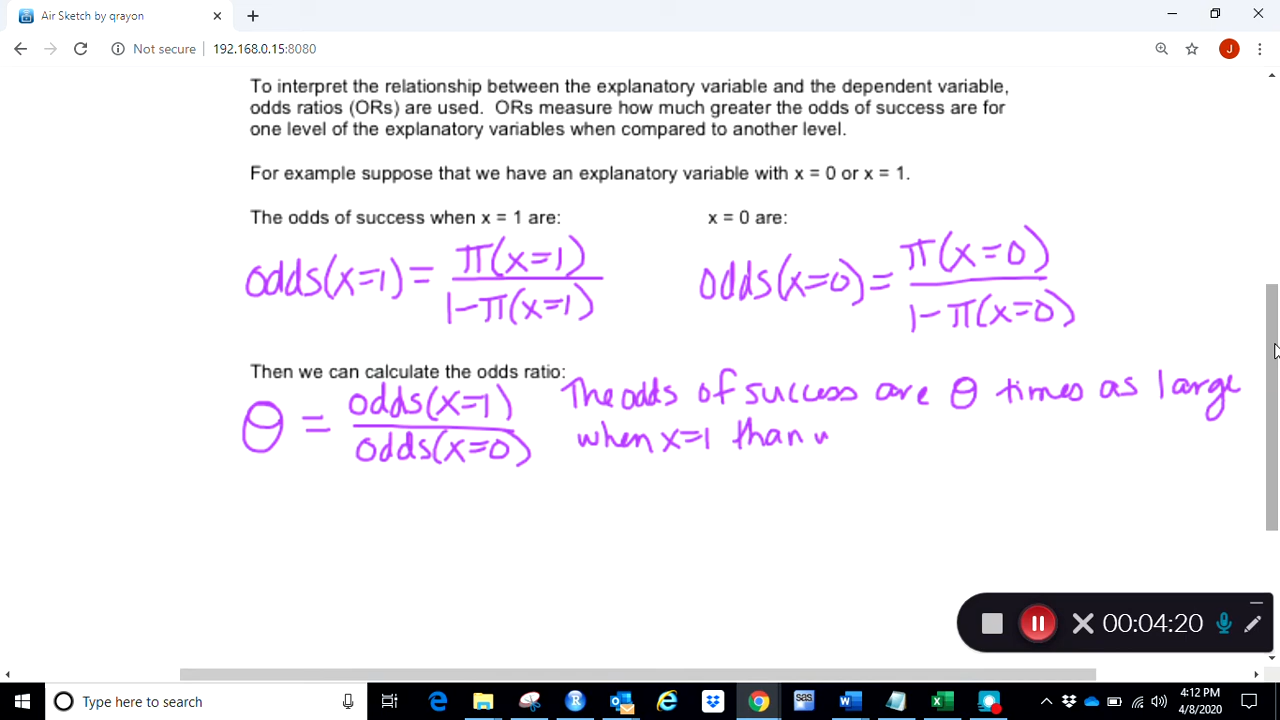 Air Sketch by qrayon
Not secure 192.168.0.15:8080
J
To interpret the relationship between the explanatory variable and the dependent variable,
odds ratios (ORs) are used. ORs measure how much greater the odds of success are for
one level of the explanatory variables when compared to another level.
For example suppose that we have an explanatory variable with x = 0 or x = 1.
The odds of success when x = 1 are: x = 0 are:
odds(x=1) = π(x=1) / 1-π(x=1)
odds(x=0) = π(x=0) / 1-π(x=0)
Then we can calculate the odds ratio:
θ = odds(x=1) / odds(x=0)
The odds of success are θ times as large
when x=1 than w
00:04:20
Type here to search
R
sas
4:12 PM
4/8/2020